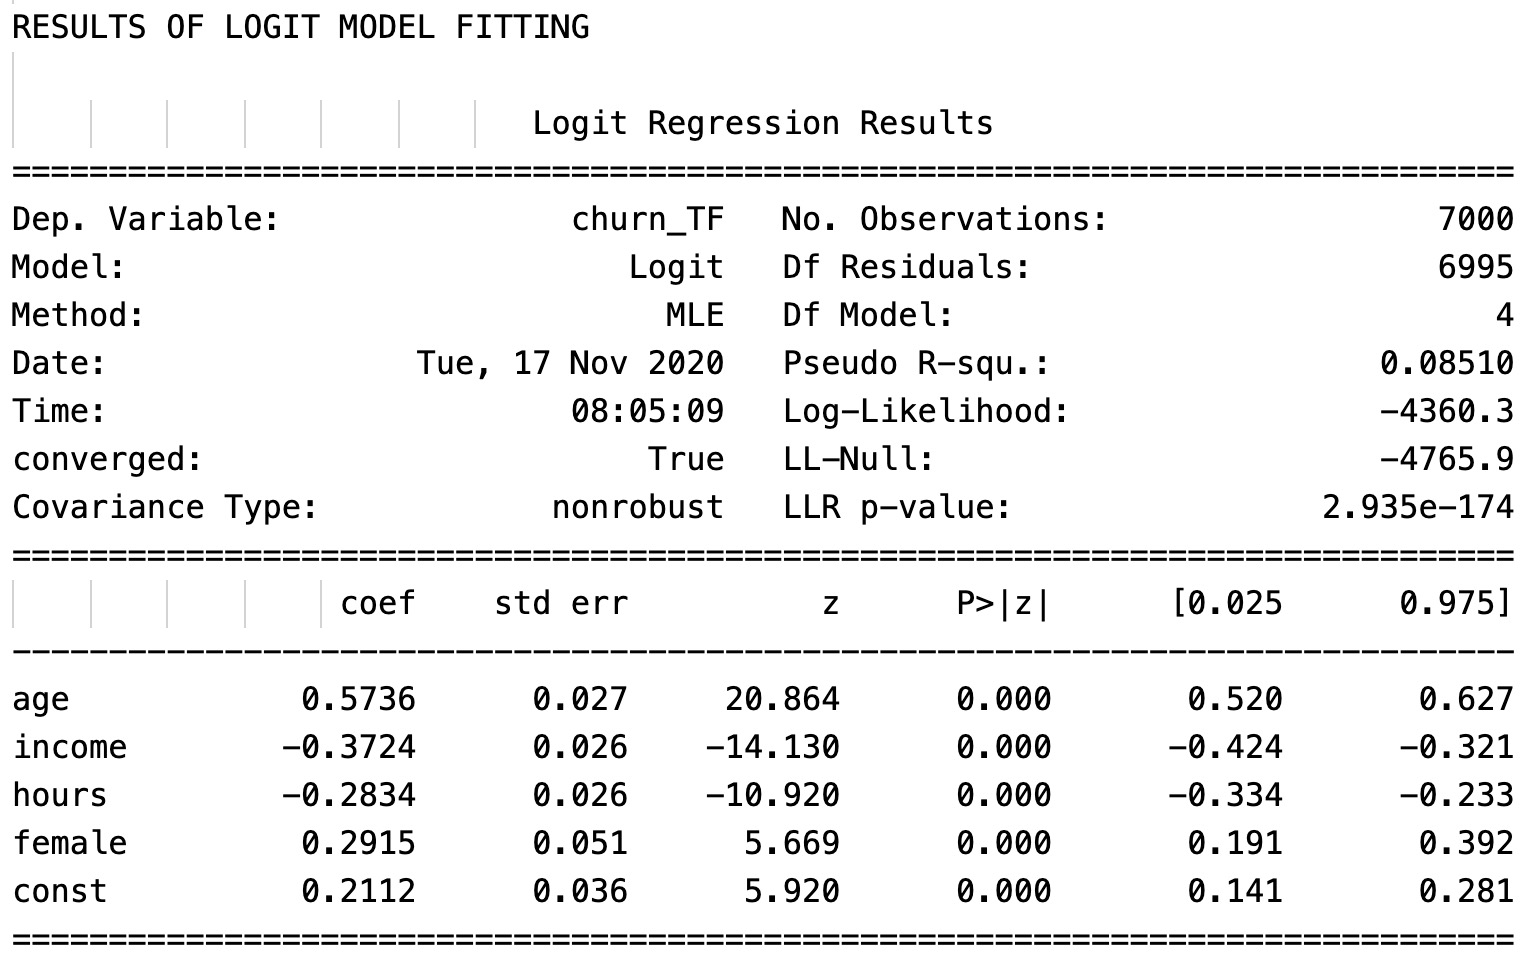 RESULTS OF LOGIT MODEL FITTING
Logit Regression Results
==============================================================================
Dep. Variable:               churn_TF   No. Observations:                 7000
Model:                          Logit   Df Residuals:                     6995
Method:                           MLE   Df Model:                            4
Date:                Tue, 17 Nov 2020   Pseudo R-squ.:                 0.08510
Time:                        08:05:09   Log-Likelihood:                -4360.3
converged:                       True   LL-Null:                       -4765.9
Covariance Type:            nonrobust   LLR p-value:                2.935e-174
==============================================================================
                 coef    std err          z      P>|z|      [0.025      0.975]
------------------------------------------------------------------------------
age            0.5736      0.027     20.864      0.000       0.520       0.627
income        -0.3724      0.026    -14.130      0.000      -0.424      -0.321
hours         -0.2834      0.026    -10.920      0.000      -0.334      -0.233
female         0.2915      0.051      5.669      0.000       0.191       0.392
const          0.2112      0.036      5.920      0.000       0.141       0.281
==============================================================================